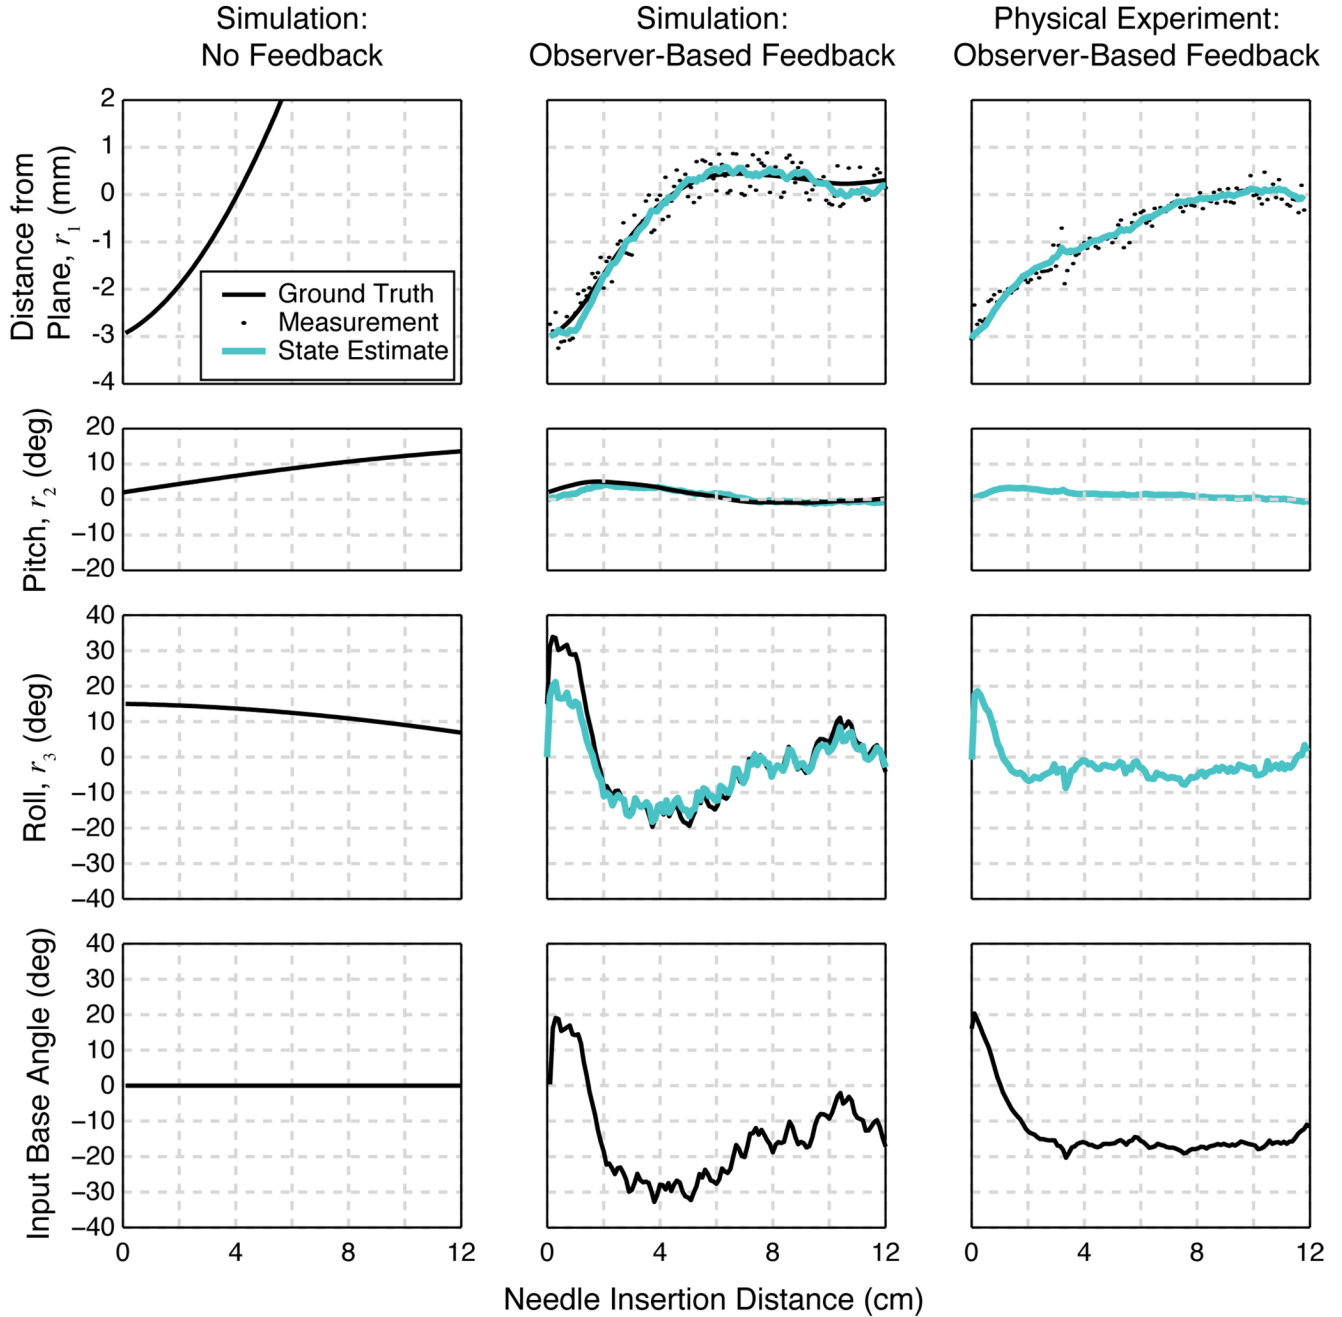 Simulation:
No Feedback
Simulation:
Observer-Based Feedback
Physical Experiment:
Observer-Based Feedback
Distance from
Plane, r1 (mm)
2
1
0
-1
-2
-3
-4
Ground Truth
Measurement
State Estimate
Pitch, r2 (deg)
20
10
0
−10
−20
Roll, r3 (deg)
40
30
20
10
0
−10
−20
−30
−40
Input Base Angle (deg)
40
30
20
10
0
−10
−20
−30
−40
0 4 8 12
0 4 8 12
0 4 8 12
Needle Insertion Distance (cm)